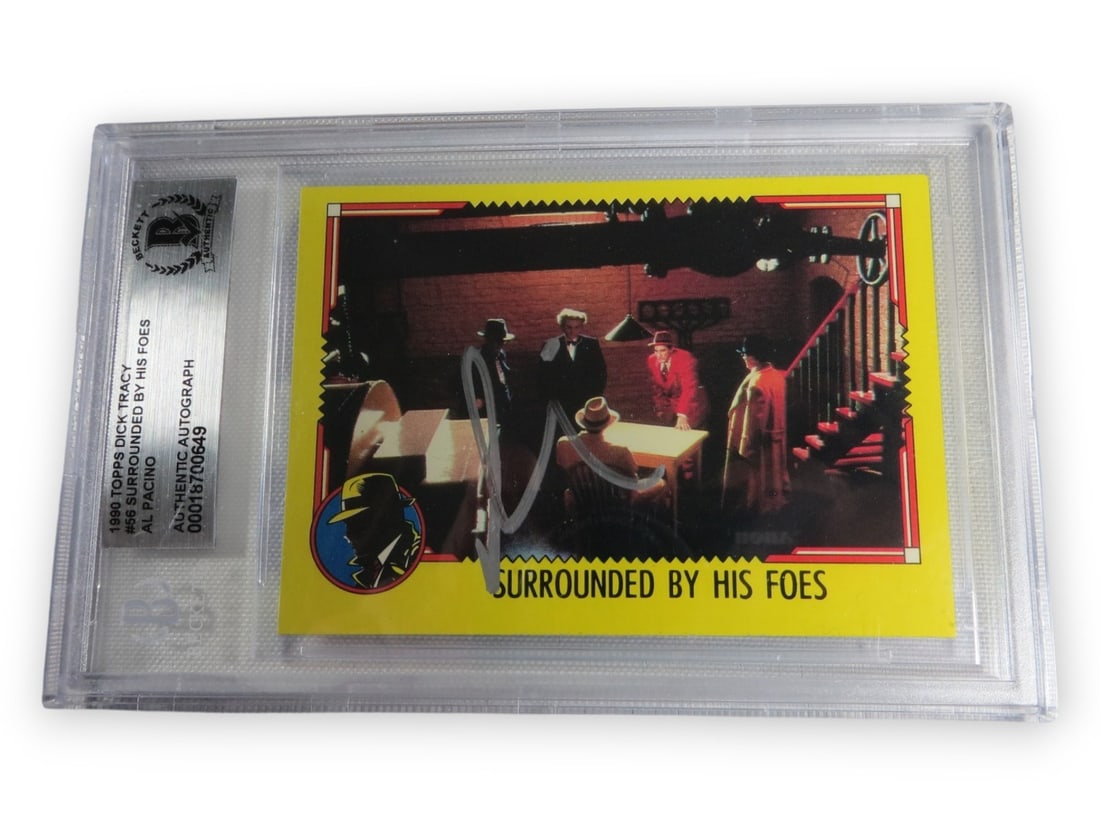 BECKETT
B
AUTHENTIC
1990 TOPPS DICK TRACY
#56 SURROUNDED BY HIS FOES
AL PACINO
AUTHENTIC AUTOGRAPH
00018700649
SURROUNDED BY HIS FOES